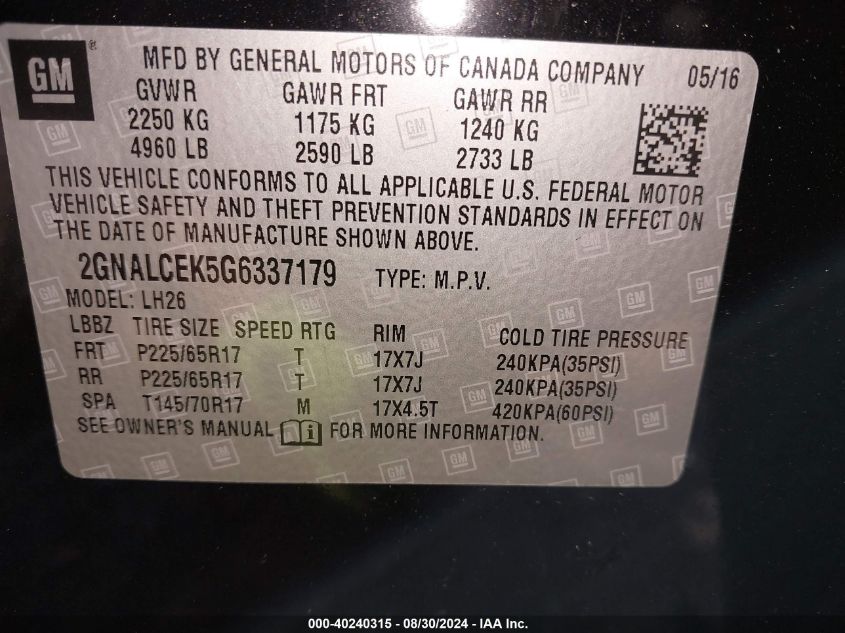 GM ®
MFD BY GENERAL MOTORS OF CANADA COMPANY 05/16
GVWR GAWR FRT GAWR RR
2250 KG 1175 KG 1240 KG
4960 LB 2590 LB 2733 LB
THIS VEHICLE CONFORMS TO ALL APPLICABLE U.S. FEDERAL MOTOR
VEHICLE SAFETY AND THEFT PREVENTION STANDARDS IN EFFECT ON
THE DATE OF MANUFACTURE SHOWN ABOVE.
2GNALCEK5G6337179 TYPE: M.P.V.
MODEL: LH26
LBBZ TIRE SIZE SPEED RTG RIM COLD TIRE PRESSURE
FRT P225/65R17 T 17X7J 240KPA(35PSI)
RR P225/65R17 T 17X7J 240KPA(35PSI)
SPA T145/70R17 M 17X4.5T 420KPA(60PSI)
SEE OWNER'S MANUAL FOR MORE INFORMATION.
000-40240315 - 08/30/2024 - IAA Inc.